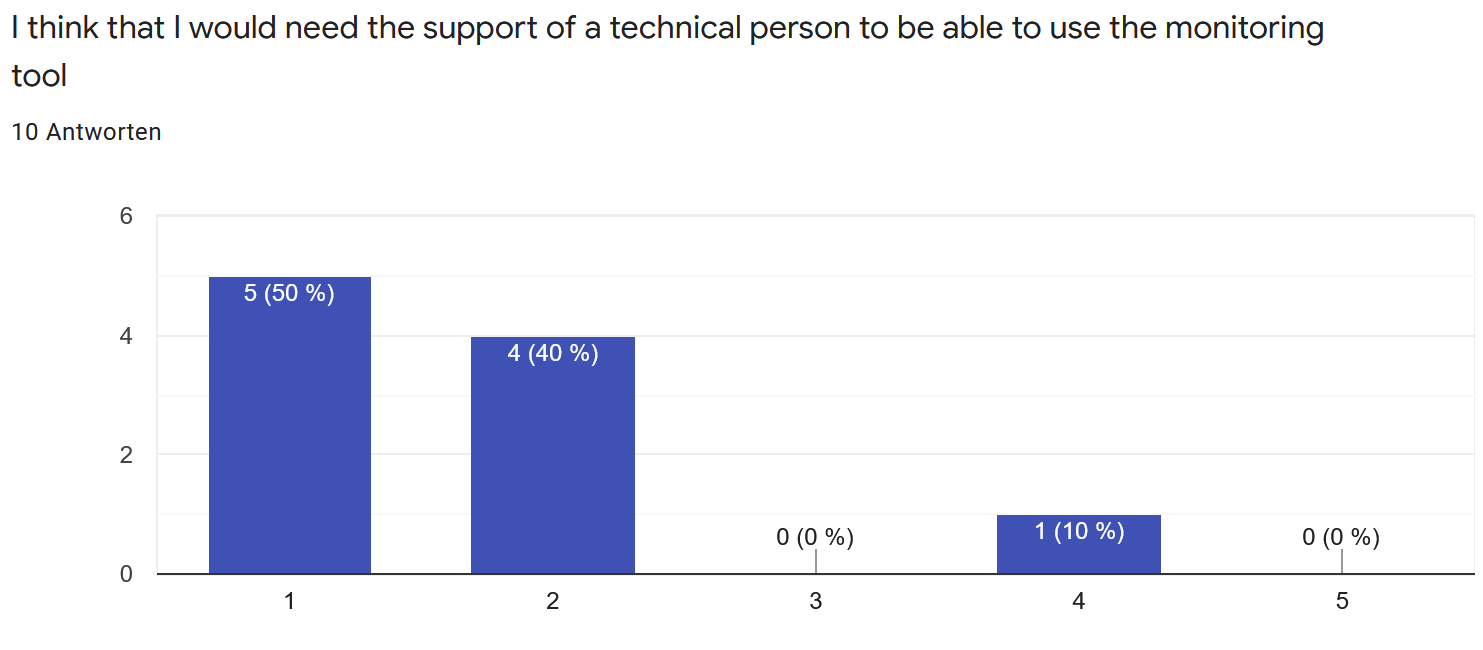 I think that I would need the support of a technical person to be able to use the monitoring
tool
10 Antworten
6
4
2
0
5 (50 %)
4 (40 %)
0 (0 %)
1 (10 %)
0 (0 %)
1
2
3
4
5